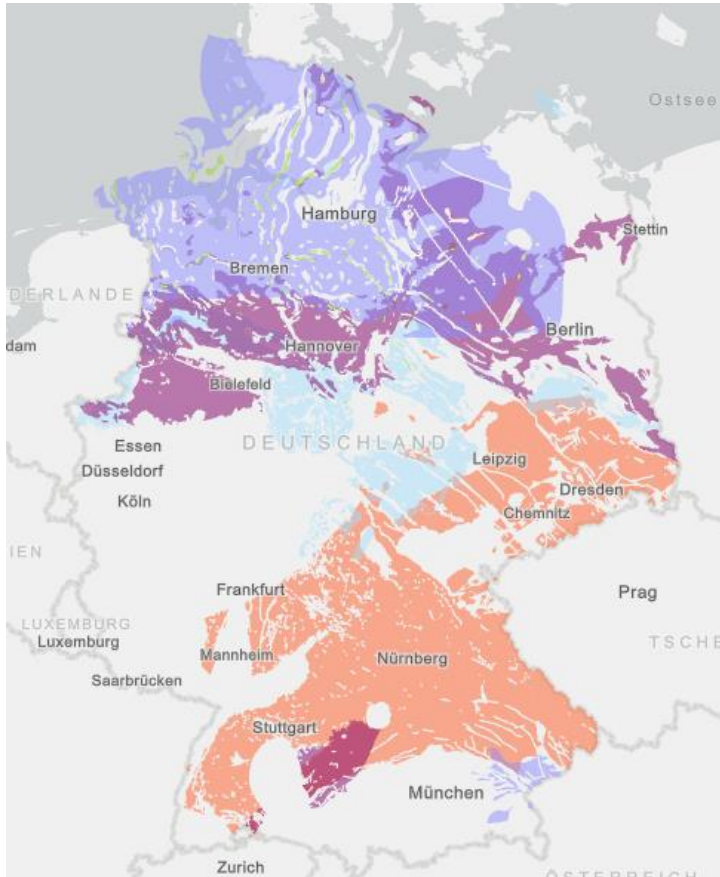 Ostsee
Hamburg
Stettin
Bremen
DERLANDE
Berlin
dam
Hannover
Bielefeld
DEUTSCHLAND
Essen
Leipzig
Düsseldorf
Dresden
Köln
Chemnitz
IEN
Frankfurt
Prag
LUXEMBURG
Luxemburg
TSCHE
Mannheim
Nürnberg
Saarbrücken
Stuttgart
München
Zurich
ÖSTERREICH